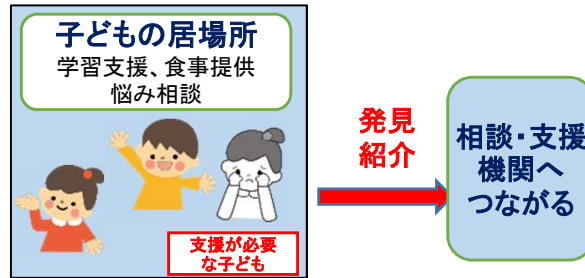 子どもの居場所
学習支援、食事提供
悩み相談
支援が必要
な子ども
発見
紹介
相談・支援
機関へ
つながる